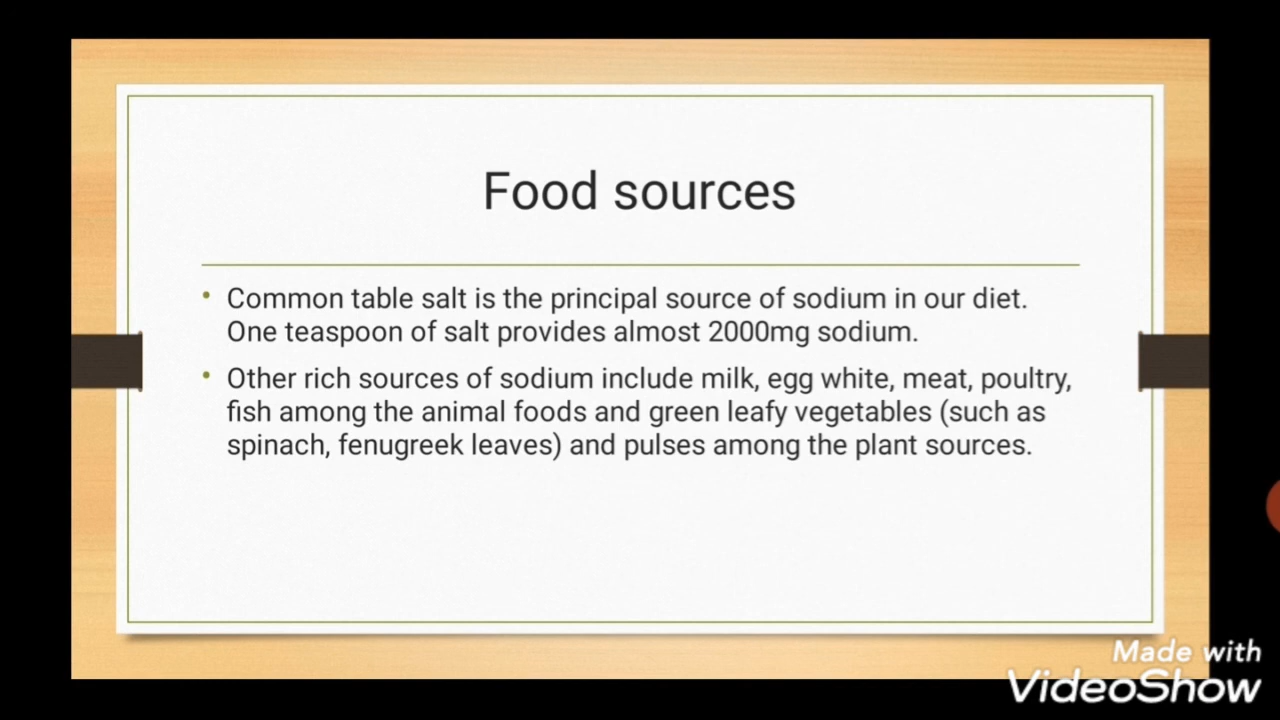 Food sources
• Common table salt is the principal source of sodium in our diet.
One teaspoon of salt provides almost 2000mg sodium.
• Other rich sources of sodium include milk, egg white, meat, poultry,
fish among the animal foods and green leafy vegetables (such as
spinach, fenugreek leaves) and pulses among the plant sources.
Made with
VideoShow